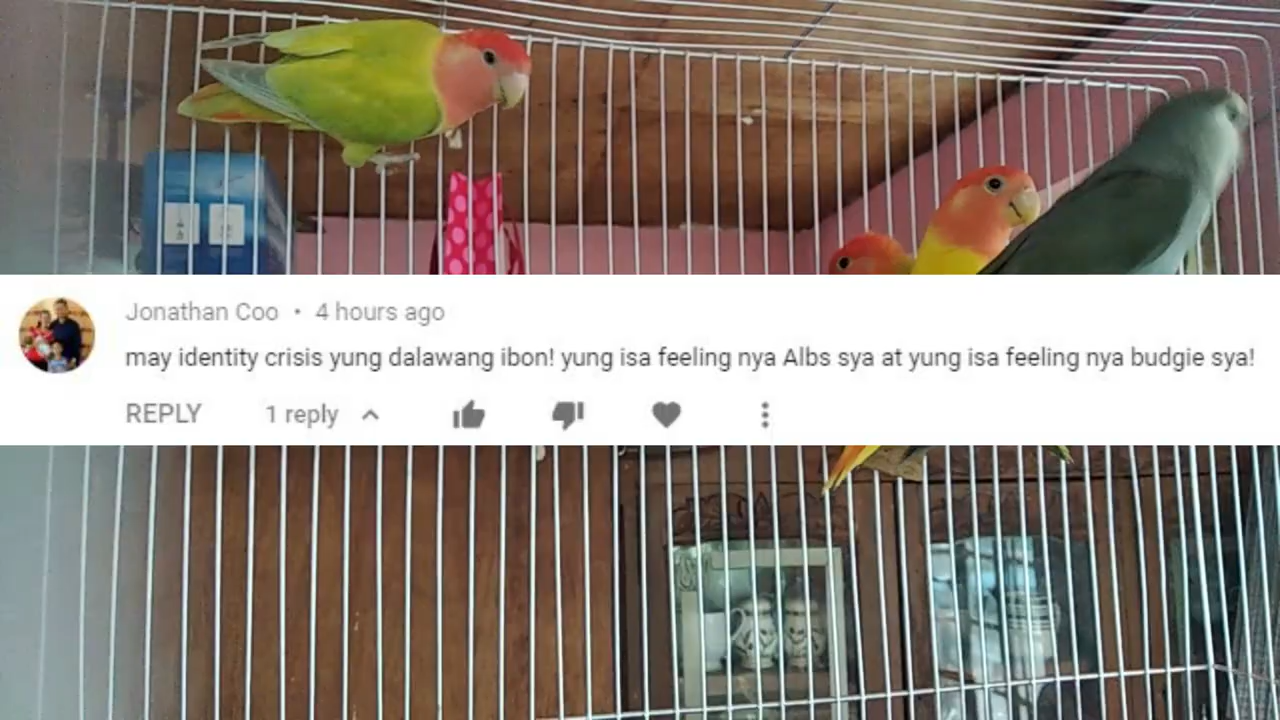 Jonathan Coo • 4 hours ago
may identity crisis yung dalawang ibon! yung isa feeling nya Albs sya at yung isa feeling nya budgie sya!
REPLY 1 reply